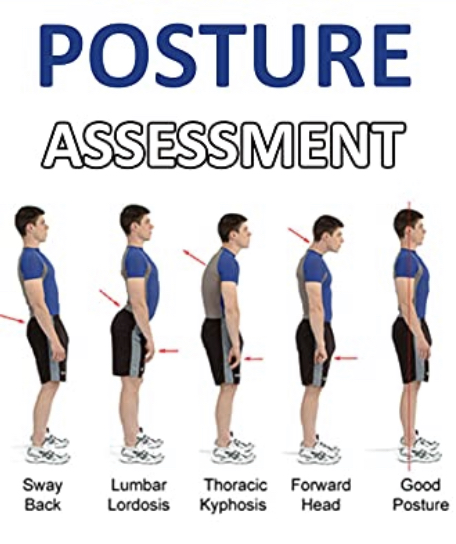 POSTURE
ASSESSMENT
Sway
Back
Lumbar
Lordosis
Thoracic
Kyphosis
Forward
Head
Good
Posture